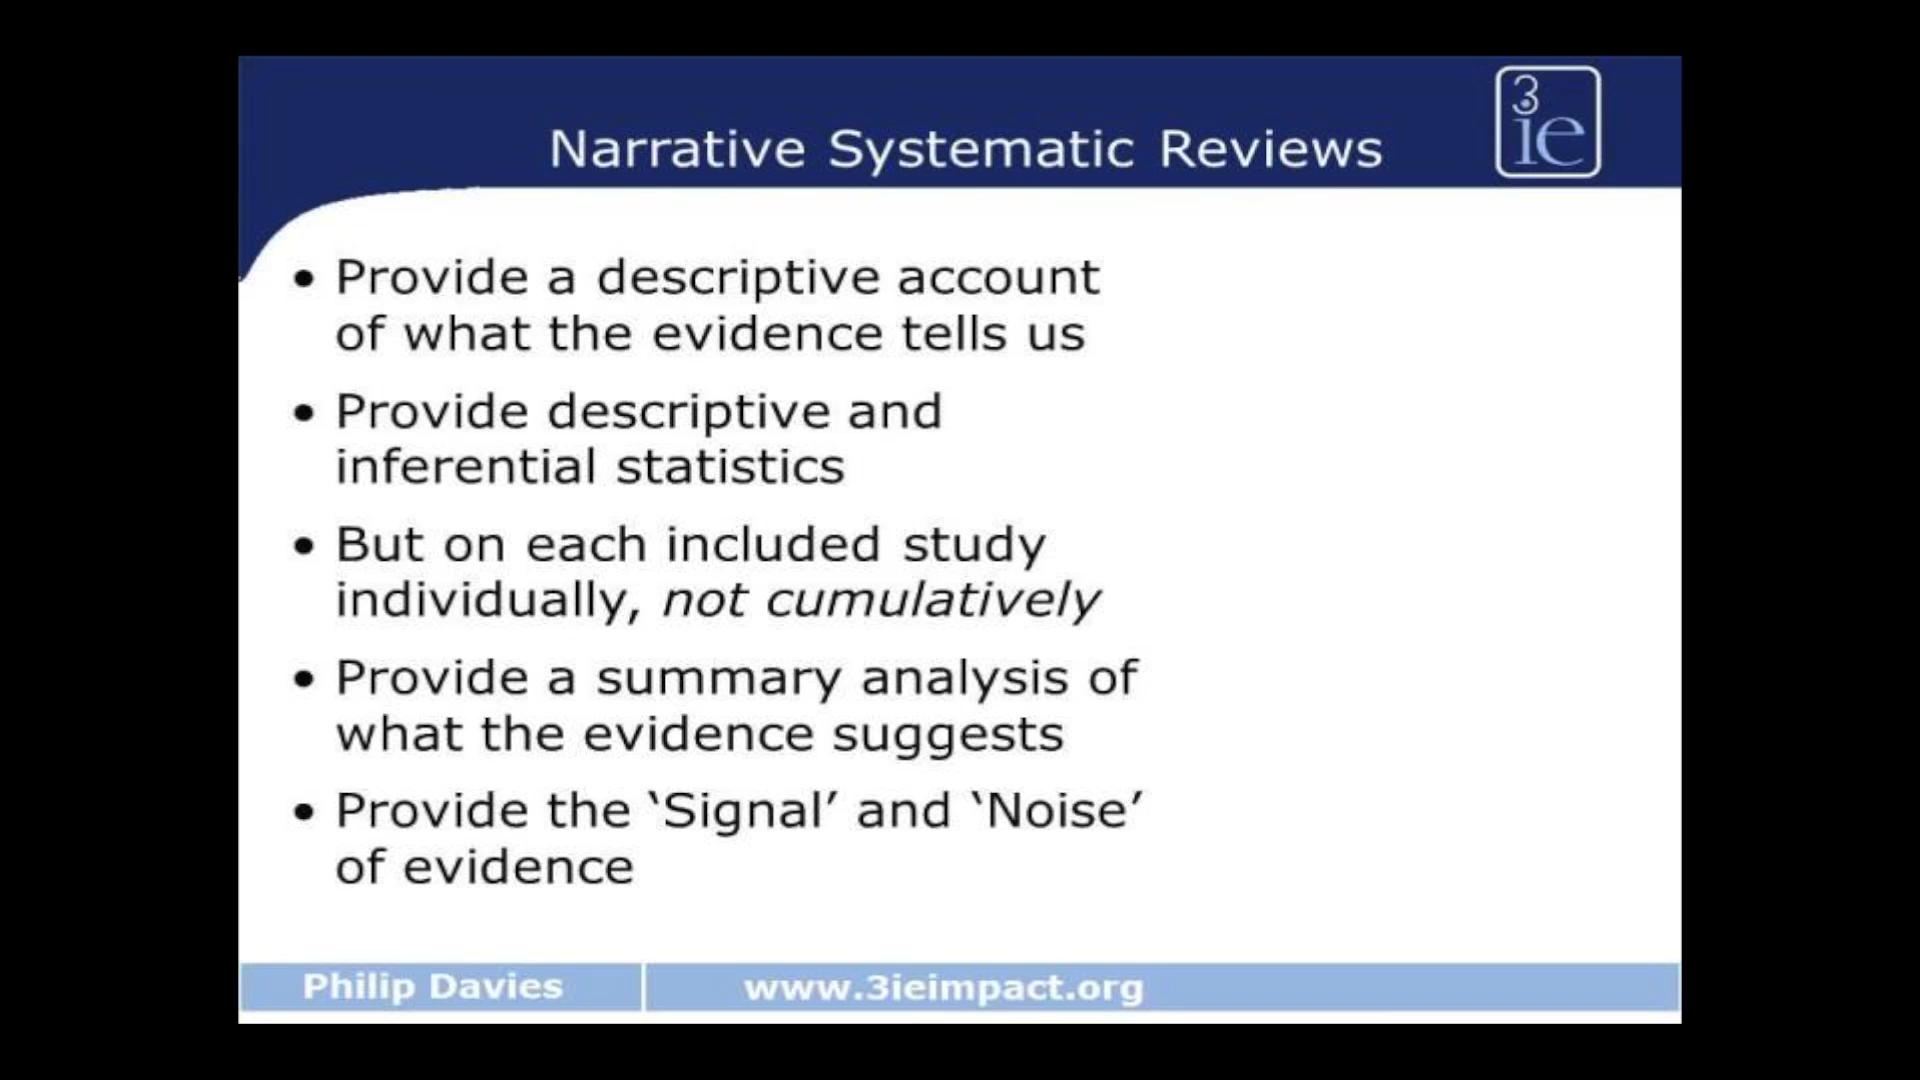 3
ie
Narrative Systematic Reviews
• Provide a descriptive account
of what the evidence tells us
• Provide descriptive and
inferential statistics
• But on each included study
individually, not cumulatively
• Provide a summary analysis of
what the evidence suggests
• Provide the ‘Signal’ and ‘Noise’
of evidence
Philip Davies
www.3ieimpact.org